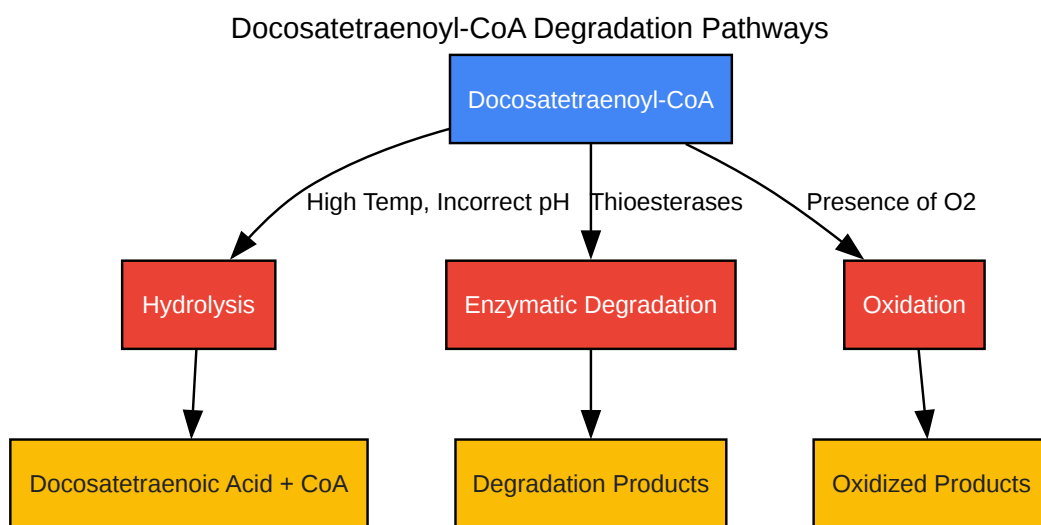 Docosatetraenoyl-CoA Degradation Pathways
Docosatetraenoyl-CoA
High Temp, Incorrect pH
Thioesterases
Presence of O2
Hydrolysis
Enzymatic Degradation
Oxidation
Docosatetraenoic Acid + CoA
Degradation Products
Oxidized Products